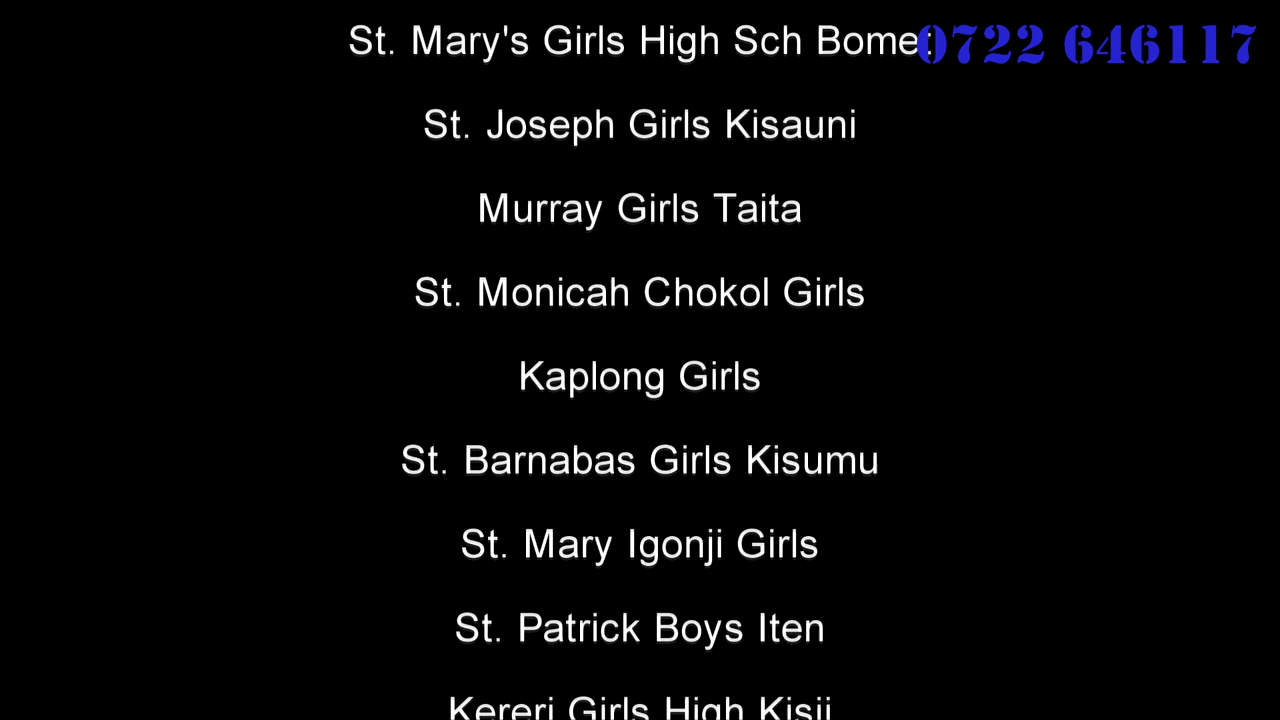 St. Mary's Girls High Sch Bomet
0722 646117
St. Joseph Girls Kisauni
Murray Girls Taita
St. Monicah Chokol Girls
Kaplong Girls
St. Barnabas Girls Kisumu
St. Mary Igonji Girls
St. Patrick Boys Iten
Kereri Girls High Kisii